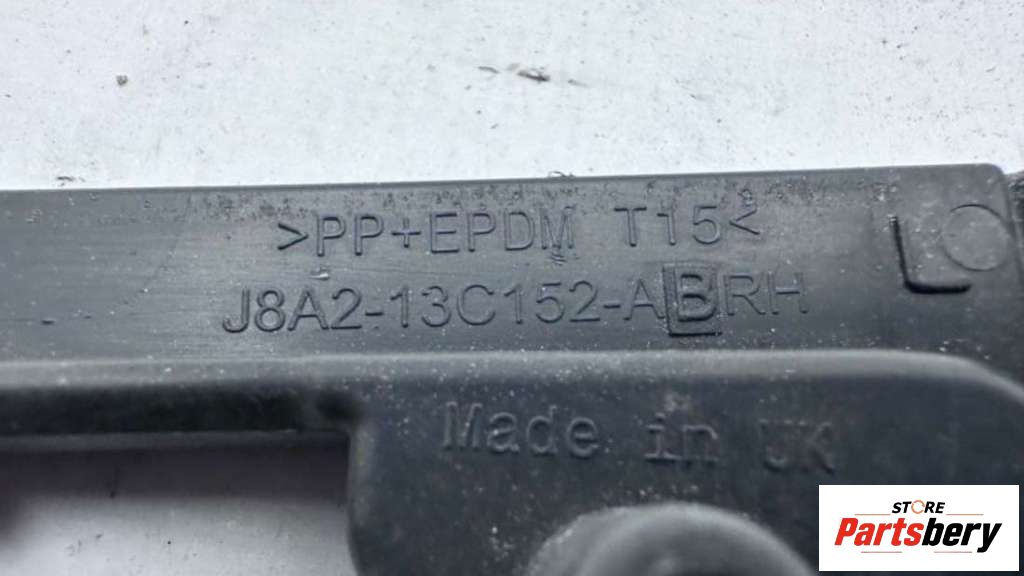 >PP+EPDM T15<
J8A2-13C152-ABRH
L
Made in UK
STORE
Partsbery